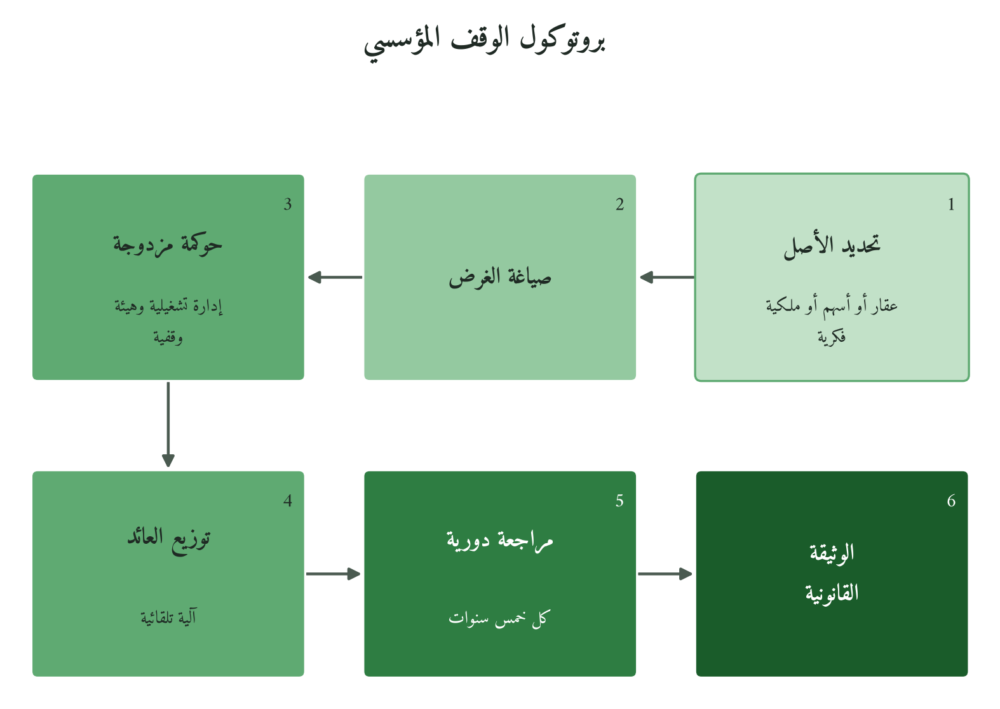 بروتوكول الوقف المؤسسي
1
تحديد الأصل
عقار أو أسهم أو ملكية
فكرية
2
صياغة الغرض
3
حوكمة مزدوجة
إدارة تشغيلية وهيئة
وقفية
4
توزيع العائد
آلية تلقائية
5
مراجعة دورية
كل خمس سنوات
6
الوثيقة
القانونية